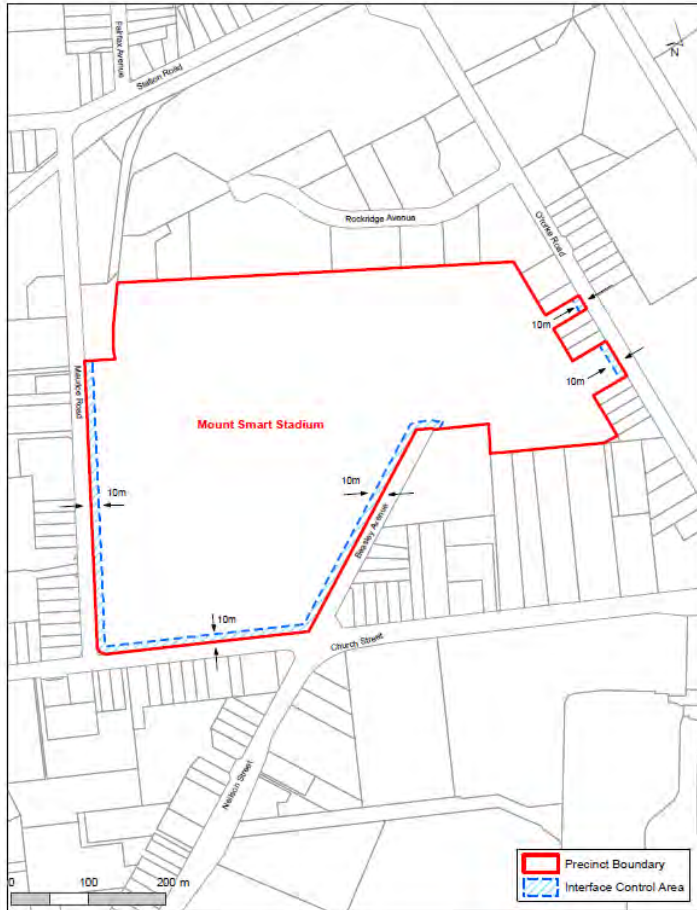 Fairfax Avenue
Station Road
N
Rockridge Avenue
O'rorke Road
10m
10m
Maurice Road
Mount Smart Stadium
10m
10m
Beasley Avenue
10m
Church Street
Nelson Street
0 100 200 m
Precinct Boundary
Interface Control Area